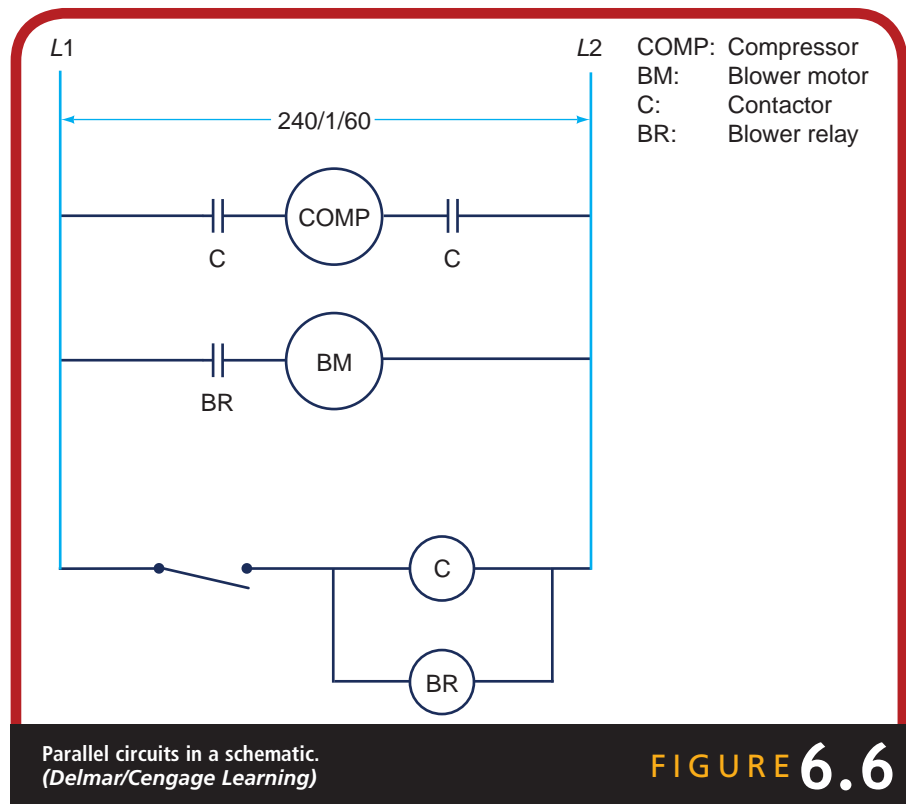 L1
L2
COMP: Compressor
BM: Blower motor
C: Contactor
BR: Blower relay
240/1/60
COMP
C
C
BM
BR
C
BR
Parallel circuits in a schematic.
(Delmar/Cengage Learning)
FIGURE 6.6